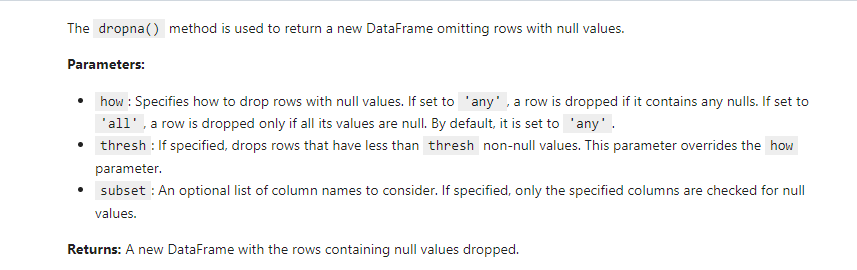 The dropna() method is used to return a new DataFrame omitting rows with null values.
Parameters:
• how : Specifies how to drop rows with null values. If set to 'any' , a row is dropped if it contains any nulls. If set to
'all' , a row is dropped only if all its values are null. By default, it is set to 'any' .
• thresh : If specified, drops rows that have less than thresh non-null values. This parameter overrides the how
parameter.
• subset : An optional list of column names to consider. If specified, only the specified columns are checked for null
values.
Returns: A new DataFrame with the rows containing null values dropped.